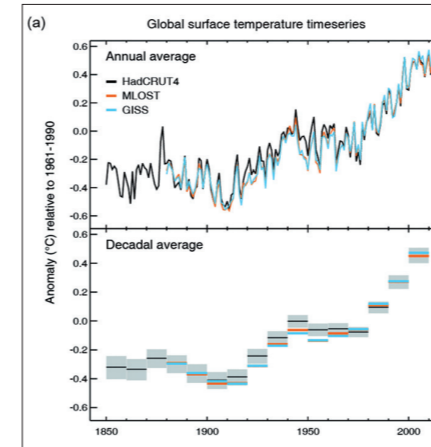 (a)
Global surface temperature timeseries
Annual average
HadCRUT4
MLOST
GISS
0.6
0.4
0.2
0.0
-0.2
-0.4
-0.6
Anomaly (°C) relative to 1961-1990
Decadal average
0.6
0.4
0.2
0.0
-0.2
-0.4
-0.6
1850 1900 1950 2000